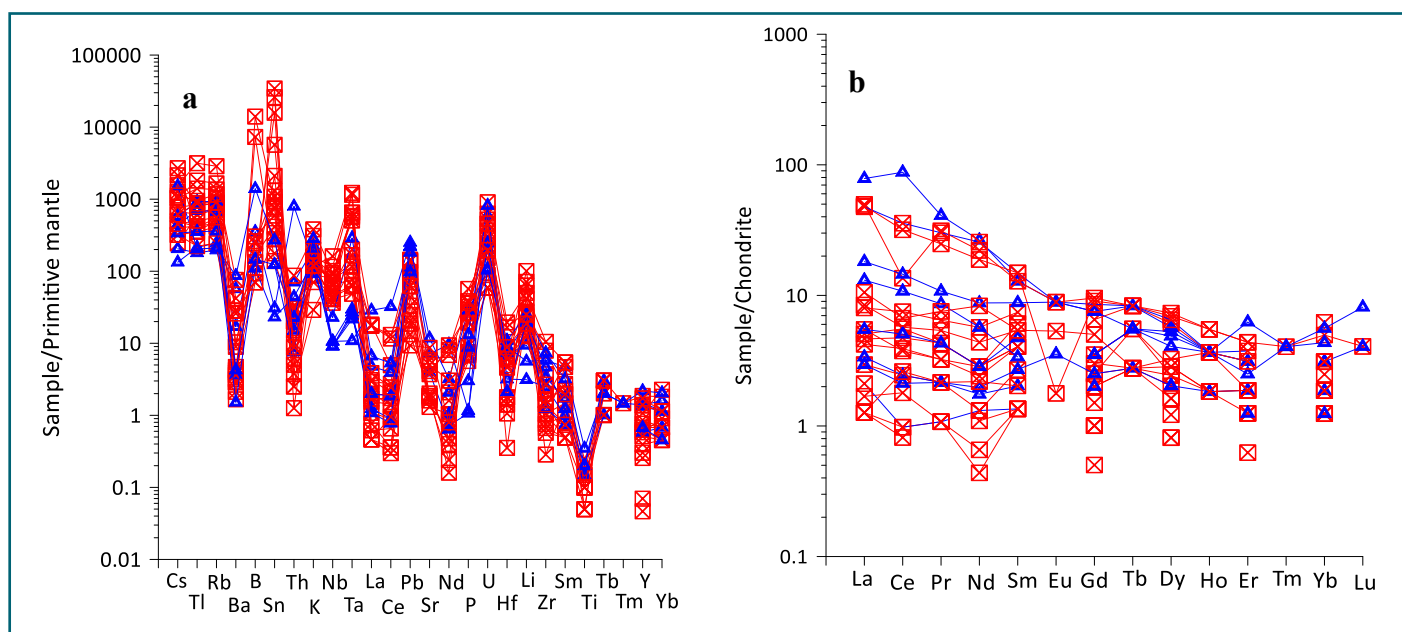 a
Sample/Primitive mantle
100000
10000
1000
100
10
1
0.1
0.01
Cs Rb B Th Nb La Pb Nd U Li Sm Tb Y
Tl Ba Sn K Ta Ce Sr P Hf Zr Ti Tm Yb
b
Sample/Chondrite
1000
100
10
1
0.1
La Ce Pr Nd Sm Eu Gd Tb Dy Ho Er Tm Yb Lu